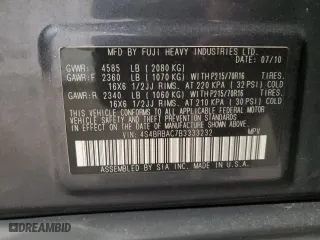 MFD BY FUJI HEAVY INDUSTRIES LTD.
DATE 07/10
GVWR: 4585 LB (2080 KG)
GAWR:F 2360 LB (1070 KG) WITH P215/70R16 TIRES,
16X6 1/2JJ RIMS, AT 220 KPA (32 PSI) COLD.
GAWR:R 2340 LB (1060 KG) WITH P215/70R16 TIRES,
16X6 1/2JJ RIMS, AT 210 KPA (30 PSI) COLD.
THIS VEHICLE CONFORMS TO ALL APPLICABLE
FEDERAL MOTOR VEHICLE SAFETY, BUMPER, AND
THEFT PREVENTION STANDARDS IN EFFECT ON
THE DATE OF MANUFACTURE SHOWN ABOVE.
VIN: 4S4BRBAC7B3333232 MPV
ASSEMBLED BY SIA INC. MADE IN U.S.A.